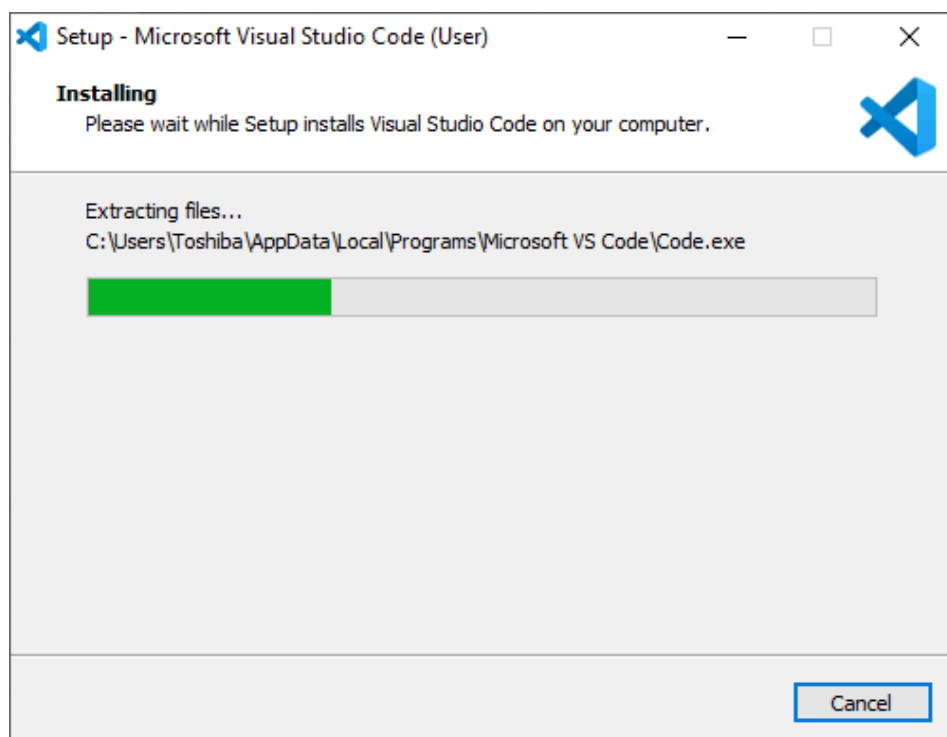 Setup - Microsoft Visual Studio Code (User)
Installing
Please wait while Setup installs Visual Studio Code on your computer.
Extracting files...
C:\Users\Toshiba\AppData\Local\Programs\Microsoft VS Code\Code.exe
Cancel